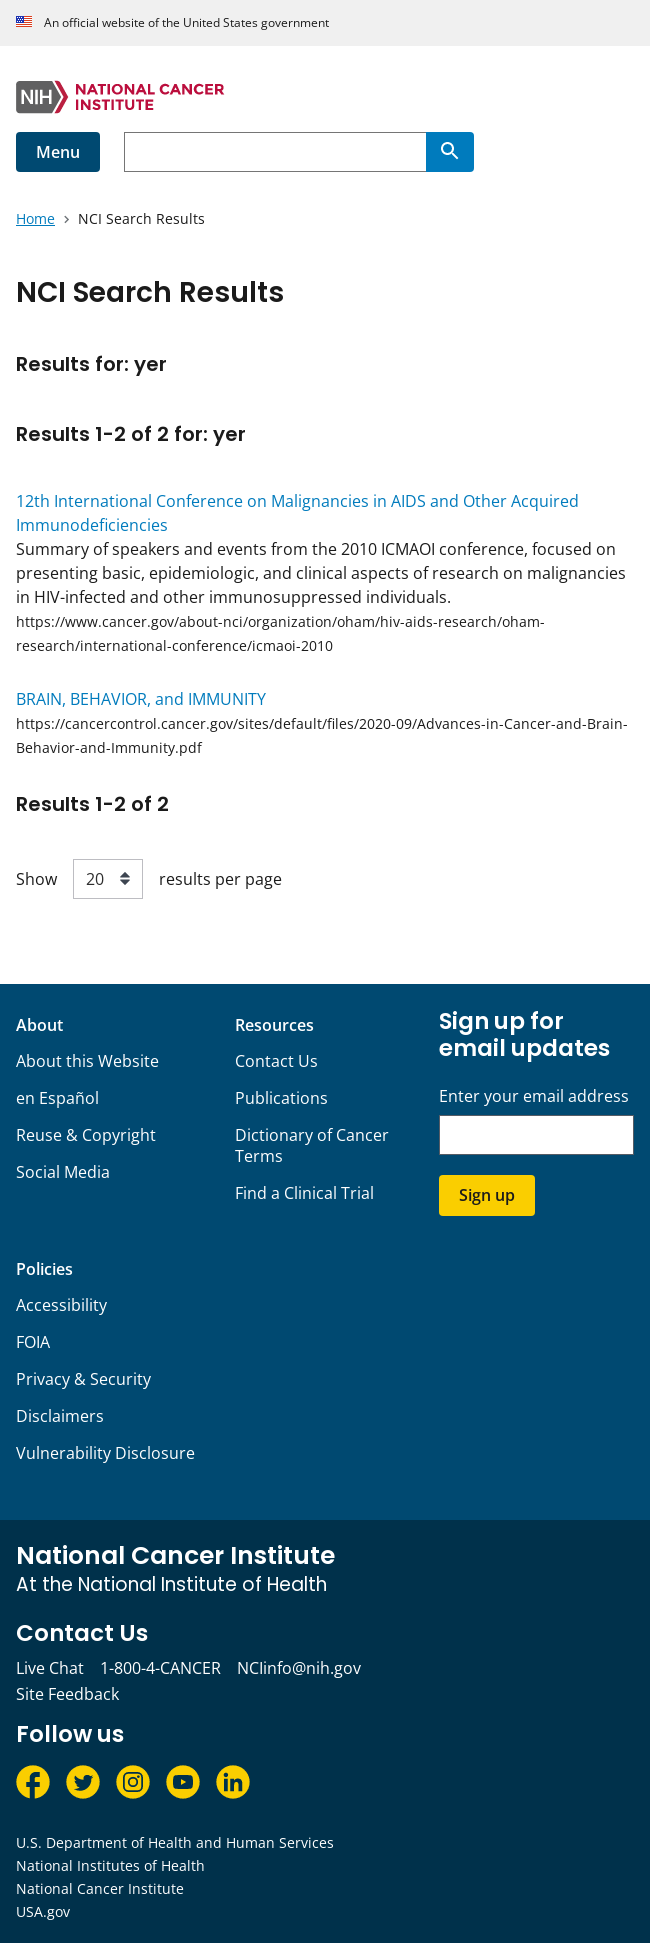 An official website of the United States government
NIH NATIONAL CANCER
INSTITUTE
Menu
Home > NCI Search Results
NCI Search Results
Results for: yer
Results 1-2 of 2 for: yer
12th International Conference on Malignancies in AIDS and Other Acquired
Immunodeficiencies
Summary of speakers and events from the 2010 ICMAOI conference, focused on
presenting basic, epidemiologic, and clinical aspects of research on malignancies
in HIV-infected and other immunosuppressed individuals.
https://www.cancer.gov/about-nci/organization/oham/hiv-aids-research/oham-
research/international-conference/icmaoi-2010
BRAIN, BEHAVIOR, and IMMUNITY
https://cancercontrol.cancer.gov/sites/default/files/2020-09/Advances-in-Cancer-and-Brain-
Behavior-and-Immunity.pdf
Results 1-2 of 2
Show 20 results per page
About
About this Website
en Español
Reuse & Copyright
Social Media
Resources
Contact Us
Publications
Dictionary of Cancer
Terms
Find a Clinical Trial
Sign up for
email updates
Enter your email address
Sign up
Policies
Accessibility
FOIA
Privacy & Security
Disclaimers
Vulnerability Disclosure
National Cancer Institute
At the National Institute of Health
Contact Us
Live Chat 1-800-4-CANCER NCIinfo@nih.gov
Site Feedback
Follow us
U.S. Department of Health and Human Services
National Institutes of Health
National Cancer Institute
USA.gov